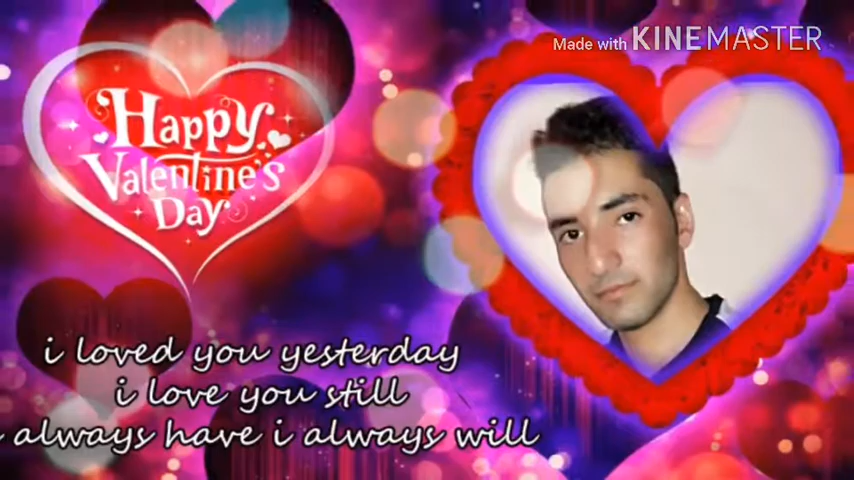 Made with KINEMASTER
Happy
Valentine's
Day
i loved you yesterday
i love you still
always have i always will